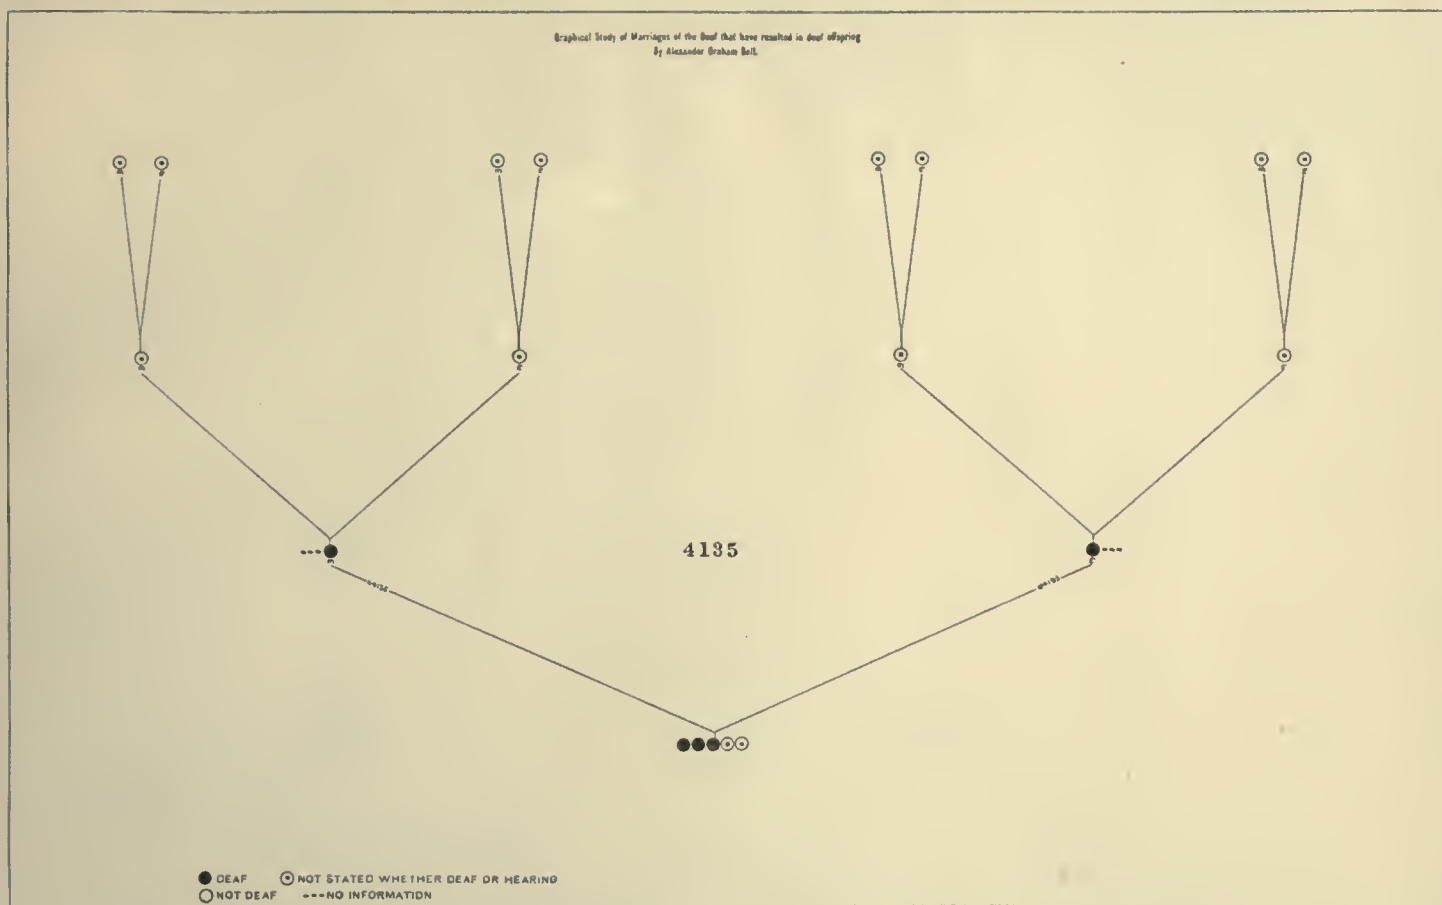 Graphical Study of Marriages of the Deaf that have resulted in deaf offspring
By Alexander Graham Bell.
4135
DEAF NOT STATED WHETHER DEAF OR HEARING
NOT DEAF ---NO INFORMATION